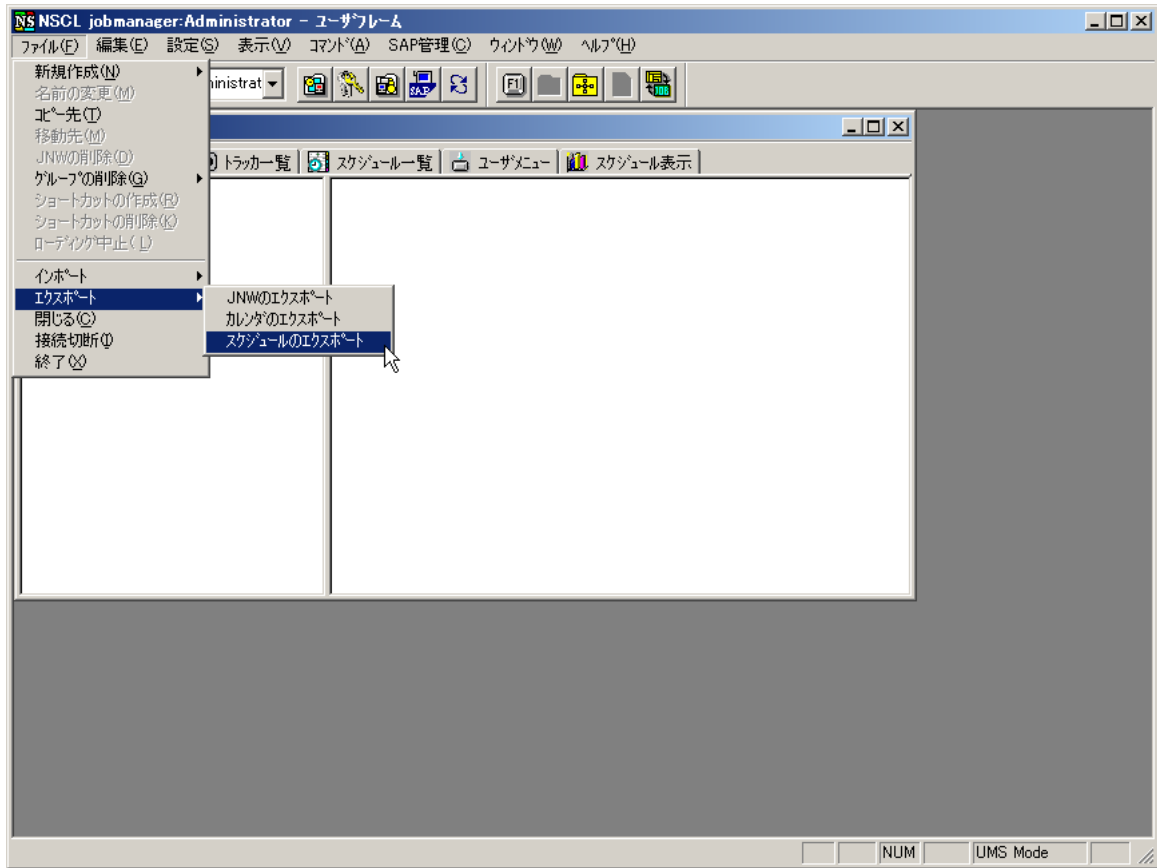 NS NSCL jobmanager:Administrator - ユーザフレーム
ファイル(F) 編集(E) 設定(S) 表示(V) コマンド(A) SAP管理(C) ウィンドウ(W) ヘルプ(H)
新規作成(N)
名前の変更(M)
コピー先(T)
移動先(M)
JNWの削除(D)
グループの削除(G)
ショートカットの作成(R)
ショートカットの削除(K)
ローディング中止( L)
インポート
エクスポート
閉じる(C)
接続切断(I)
終了(X)
inistrat
SAP
F1
JOB
トラッカ一覧 スケジュール一覧 ユーザメニュー スケジュール表示
JNWのエクスポート
カレンダのエクスポート
スケジュールのエクスポート
NUM UMS Mode